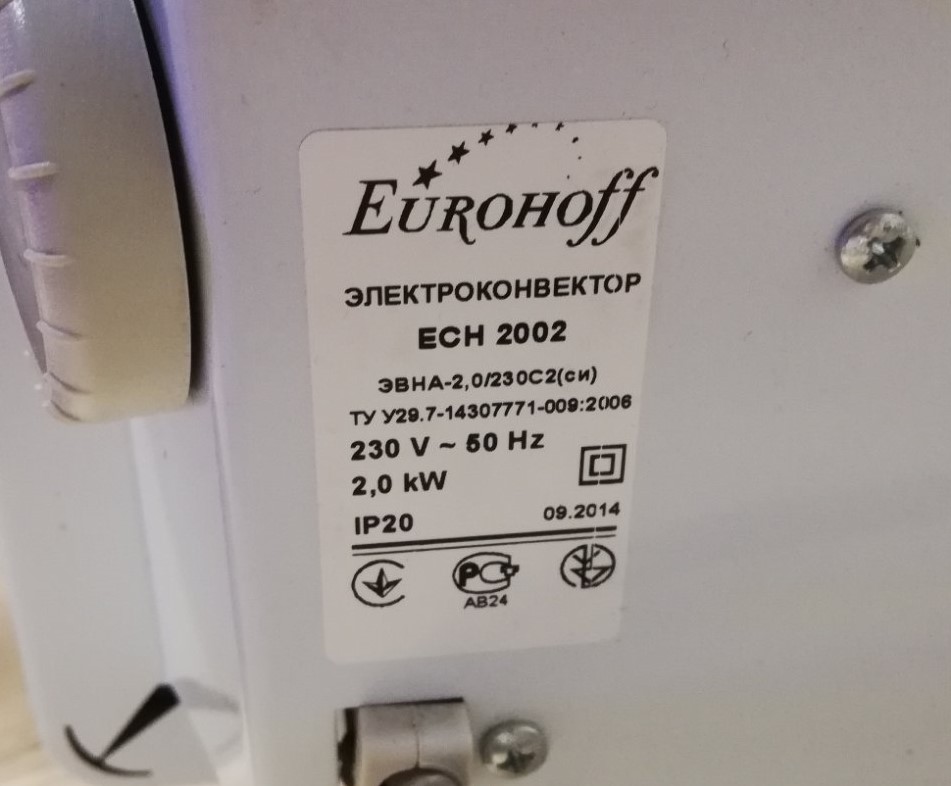 EUROHOff
ЭЛЕКТРОКОНВЕКТОР
ECH 2002
ЭВНА-2,0/230С2(си)
ТУ У29.7-14307771-009:2006
230 V ~ 50 Hz
2,0 kW
IP20
09.2014
РС
АВ24